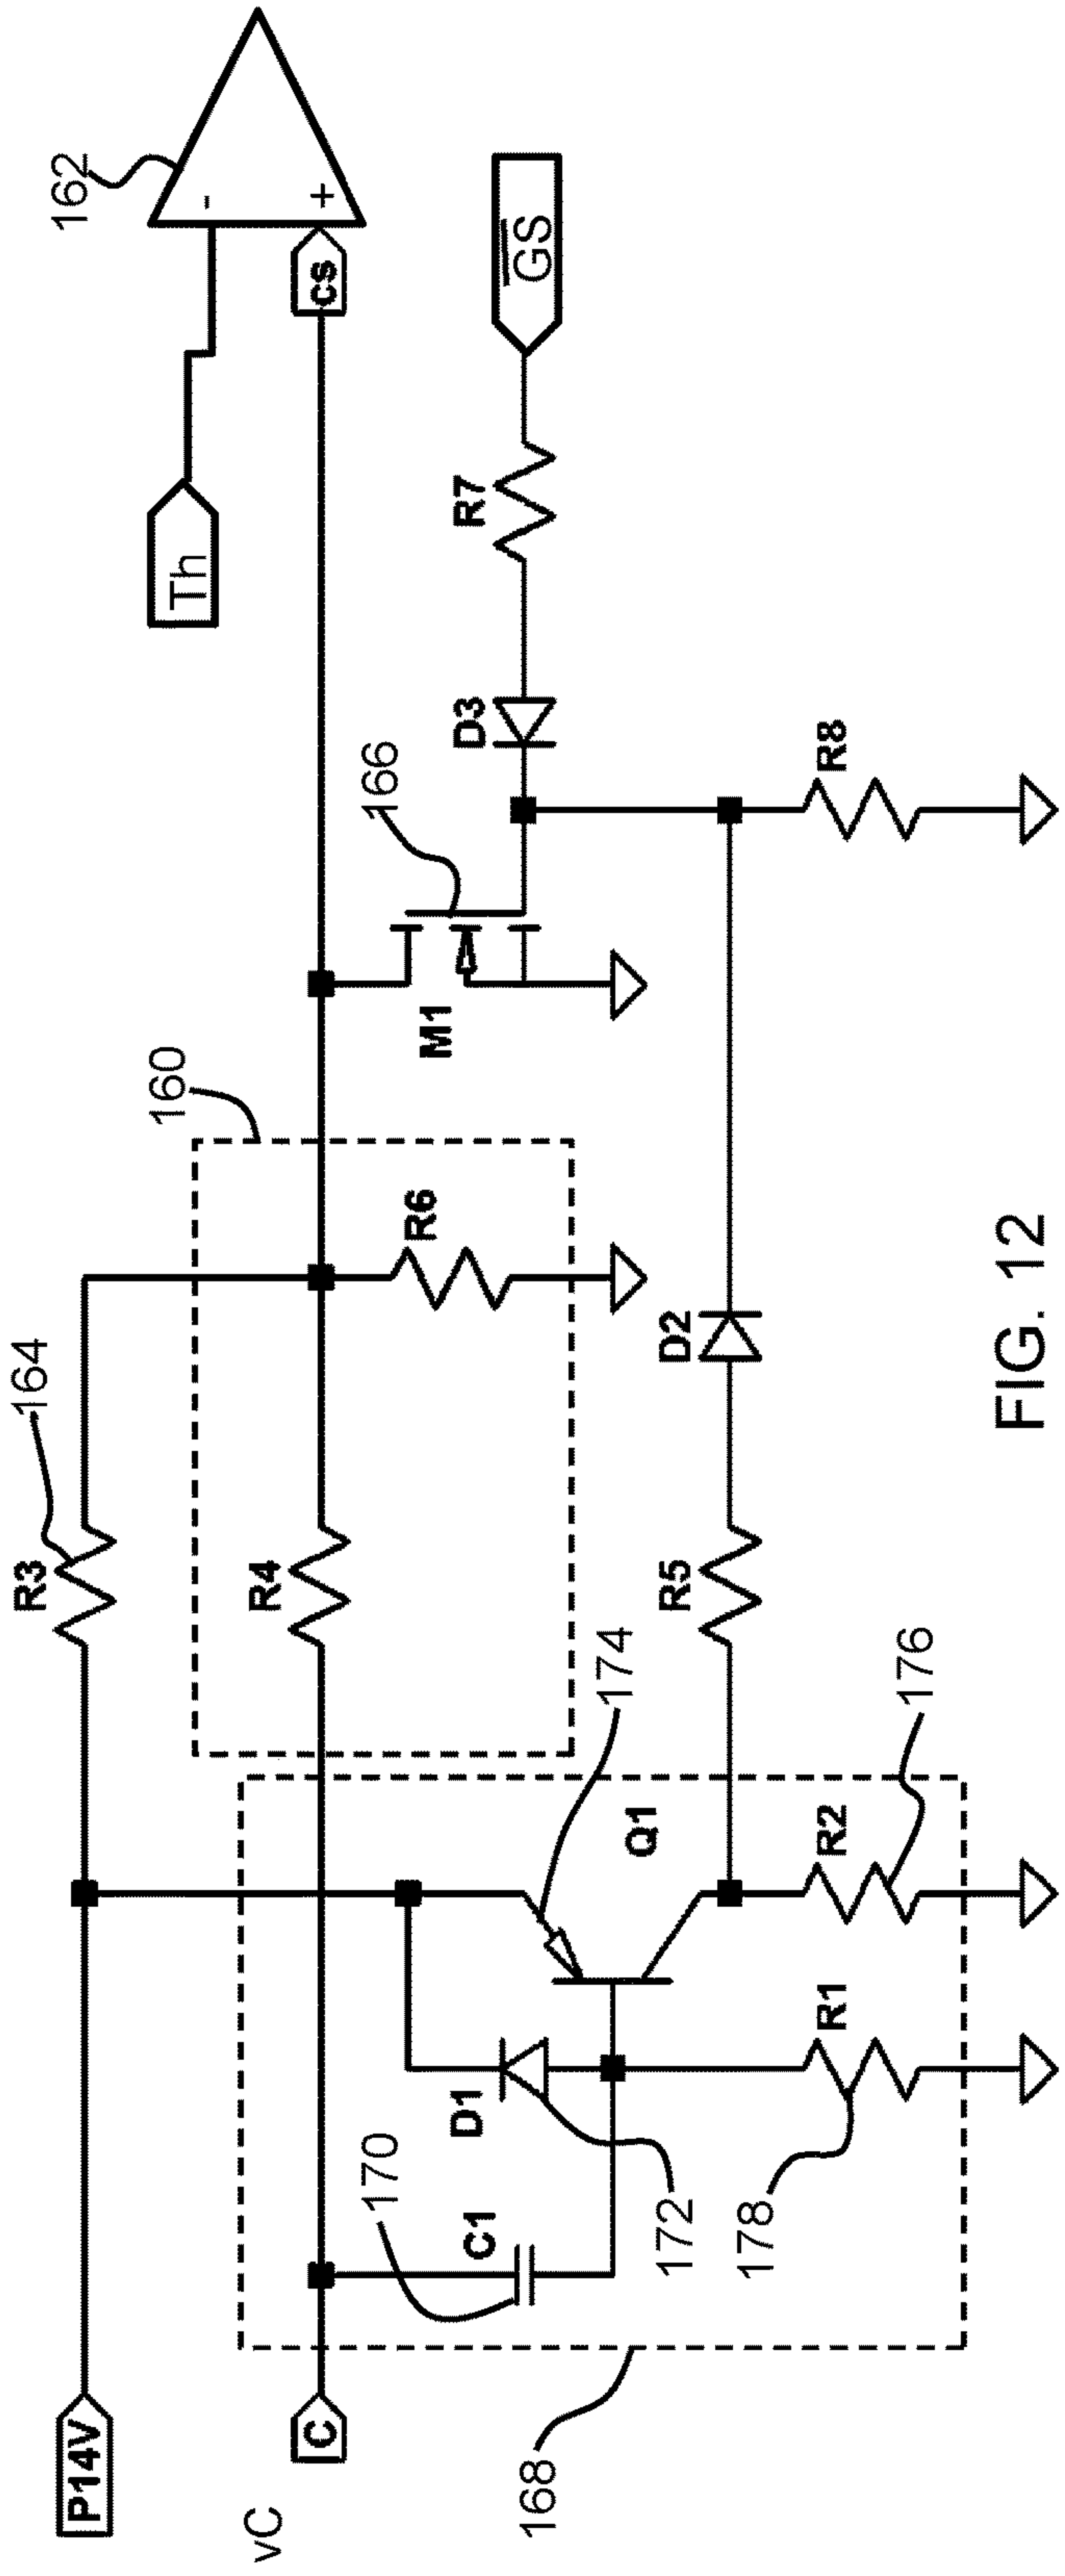 P14V
R3
164
160
162
-
+
Th
cs
vC
C
R4
R6
M1
166
D3
R7
GS
168
170
C1
D1
172
174
Q1
178
R1
R2
176
R5
D2
R8
FIG. 12